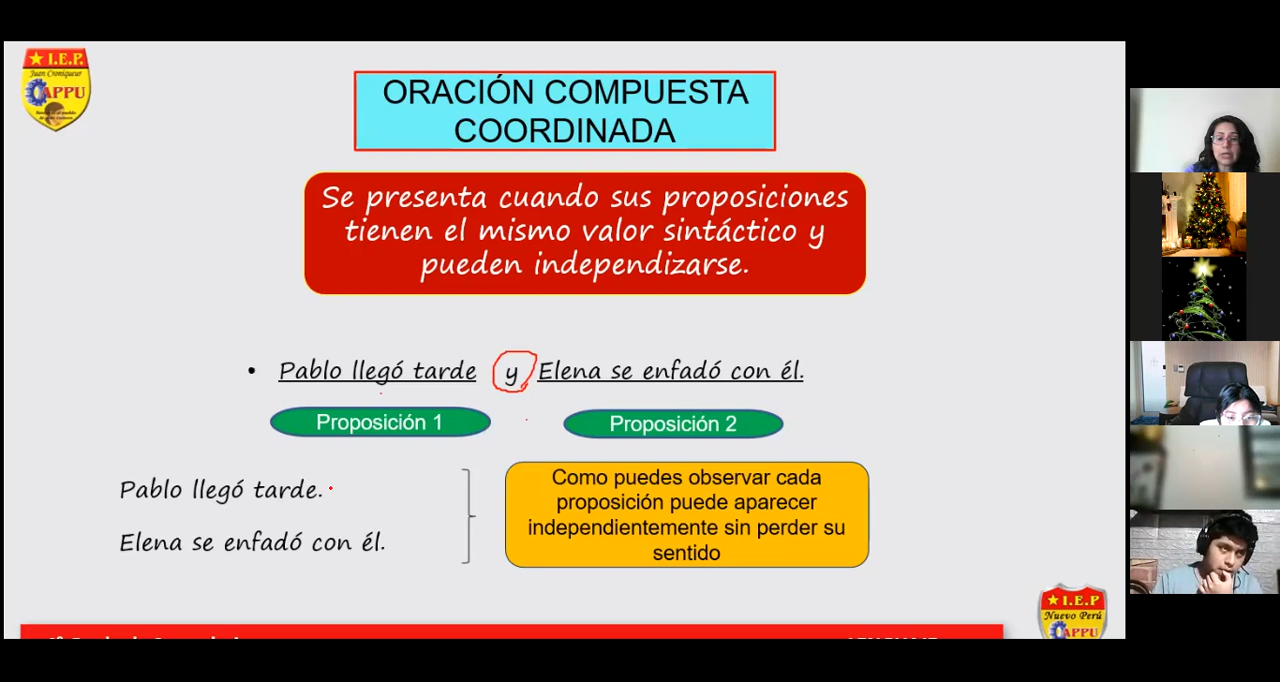 I.E.P.
Juan Croniqueur
APPU
ORACIÓN COMPUESTA
COORDINADA
Se presenta cuando sus proposiciones
tienen el mismo valor sintáctico y
pueden independizarse.
• Pablo llegó tarde y Elena se enfadó con él.
Proposición 1
Proposición 2
Pablo llegó tarde.
Elena se enfadó con él.
Como puedes observar cada
proposición puede aparecer
independientemente sin perder su
sentido
I.E.P
Nuevo Perú
APPU